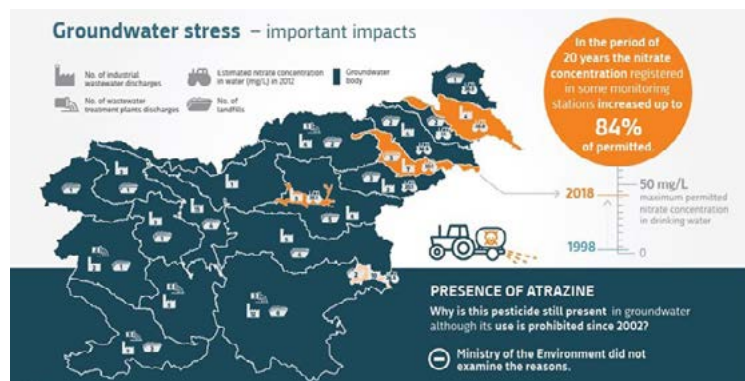 Groundwater stress – important impacts
No. of industrial
wastewater discharges
Estimated nitrate concentration
in water (mg/L) in 2012
Groundwater
body
No. of wastewater
treatment plants discharges
No. of
landfills
In the period of
20 years the nitrate
concentration registered
in some monitoring
stations increased up to
84%
of permitted.
2018
50 mg/L
maximum permitted
nitrate concentration
in drinking water
1998
0
PRESENCE OF ATRAZINE
Why is this pesticide still present in groundwater
although its use is prohibited since 2002?
Ministry of the Environment did not
examine the reasons.